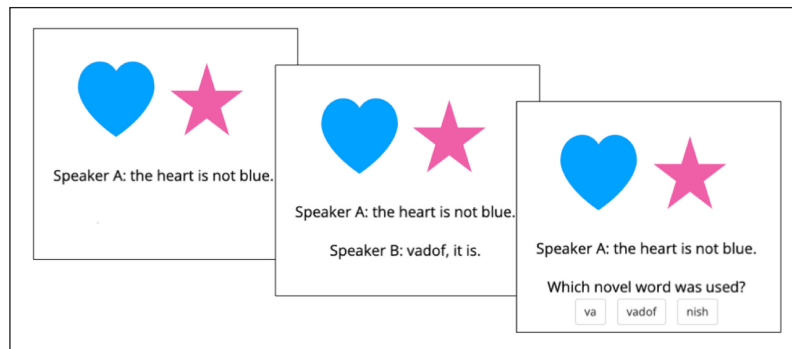 Speaker A: the heart is not blue.
Speaker A: the heart is not blue.
Speaker B: vadof, it is.
Speaker A: the heart is not blue.
Which novel word was used?
va vadof nish